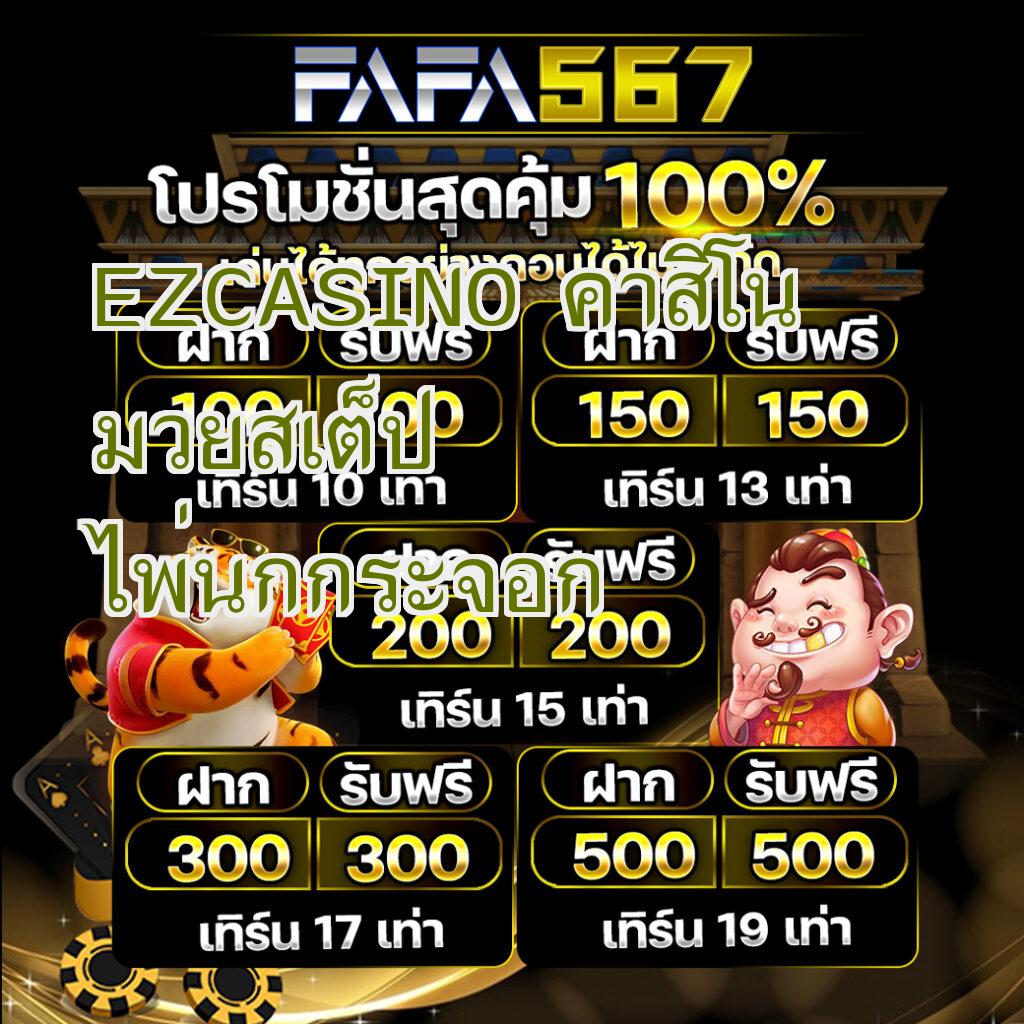 FAFA567
โปรโมชั่นสุดคุ้ม 100%
EZCASINO คาสิโน
ฝาก รับฟรี ฝาก รับฟรี
150 150
มวยสเต็ป
เทิร์น 10 เท่า เทิร์น 13 เท่า
ไพ่นกกระจอก
รับฟรี
200 200
เทิร์น 15 เท่า
ฝาก รับฟรี ฝาก รับฟรี
300 300 500 500
เทิร์น 17 เท่า เทิร์น 19 เท่า